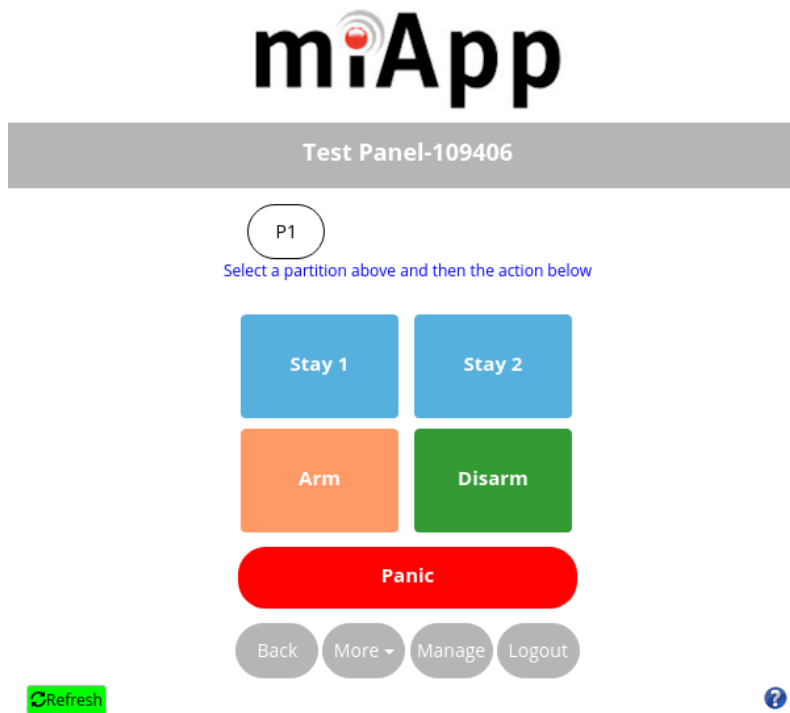 miApp
Test Panel-109406
P1
Select a partition above and then the action below
Stay 1 Stay 2
Arm Disarm
Panic
Back More Manage Logout
Refresh ?